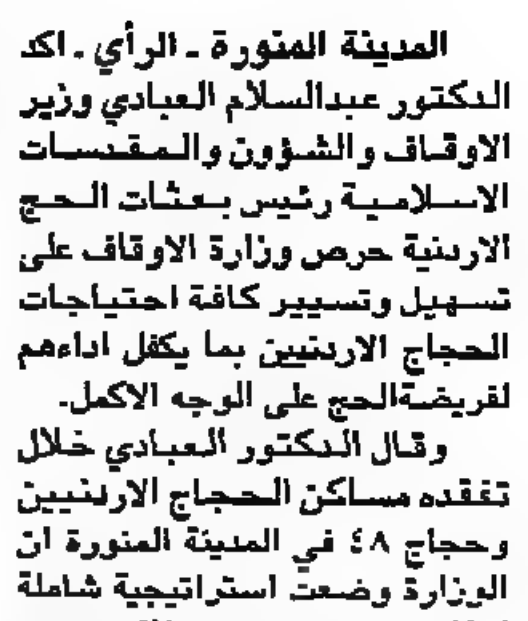 المدينة المنورة ـ الرأي ـ اكد
الدكتور عبدالسلام العبادي وزير
الاوقاف والشؤون والمقدسات
الاسلامية رئيس بعثات الحج
الاردنية حرص وزارة الاوقاف على
تسهيل وتسيير كافة احتياجات
الحجاج الاردنيين بما يكفل اداءهم
لفريضةالحج على الوجه الاكمل.
وقال الدكتور العبادي خلال
تفقده مساكن الحجاج الاردنيين
وحجاج ٤٨ في المدينة المنورة ان
الوزارة وضعت استراتيجية شاملة